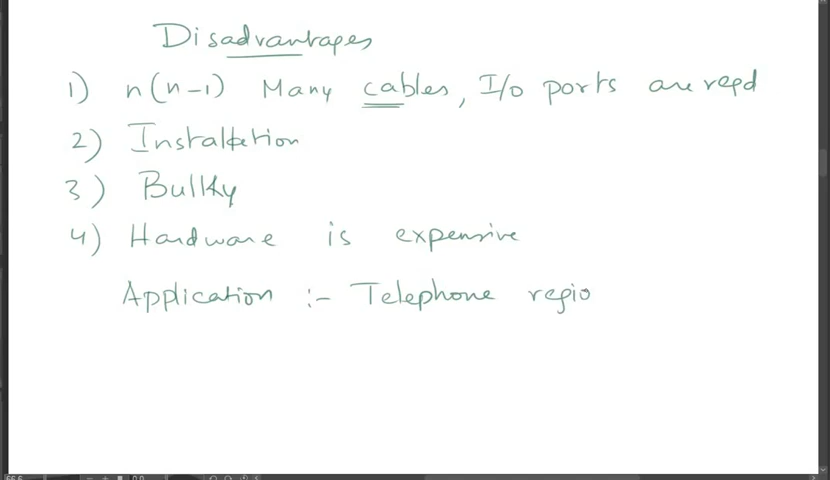 Disadvantages
1) n(n-1) Many cables, I/o ports are reqd
2) Installation
3) Bulky
4) Hardware is expensive
Application :- Telephone regio